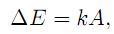 ΔE = kA,